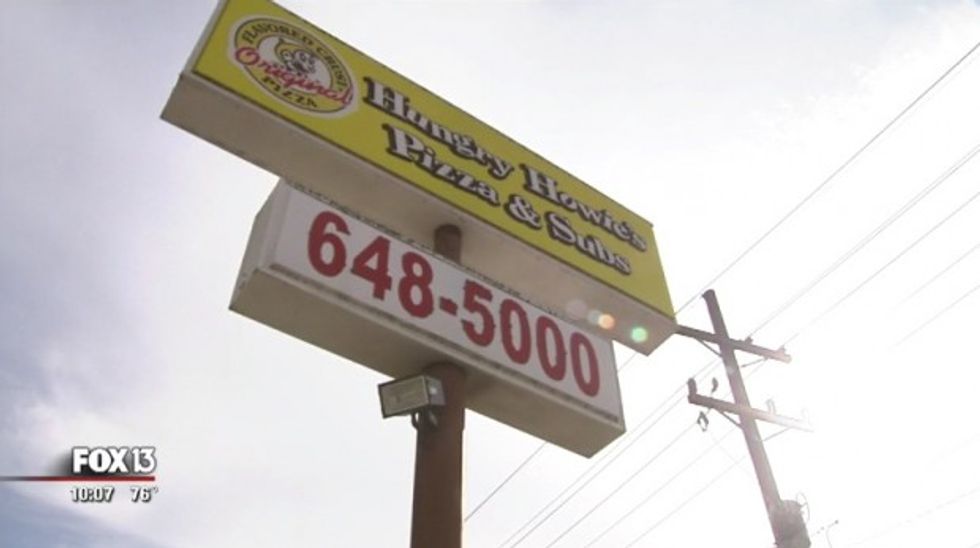 FLAVORED CRUST
Original
PIZZA
Hungry Howie's
Pizza & Subs
648-5000
FOX 13
10:07 76°